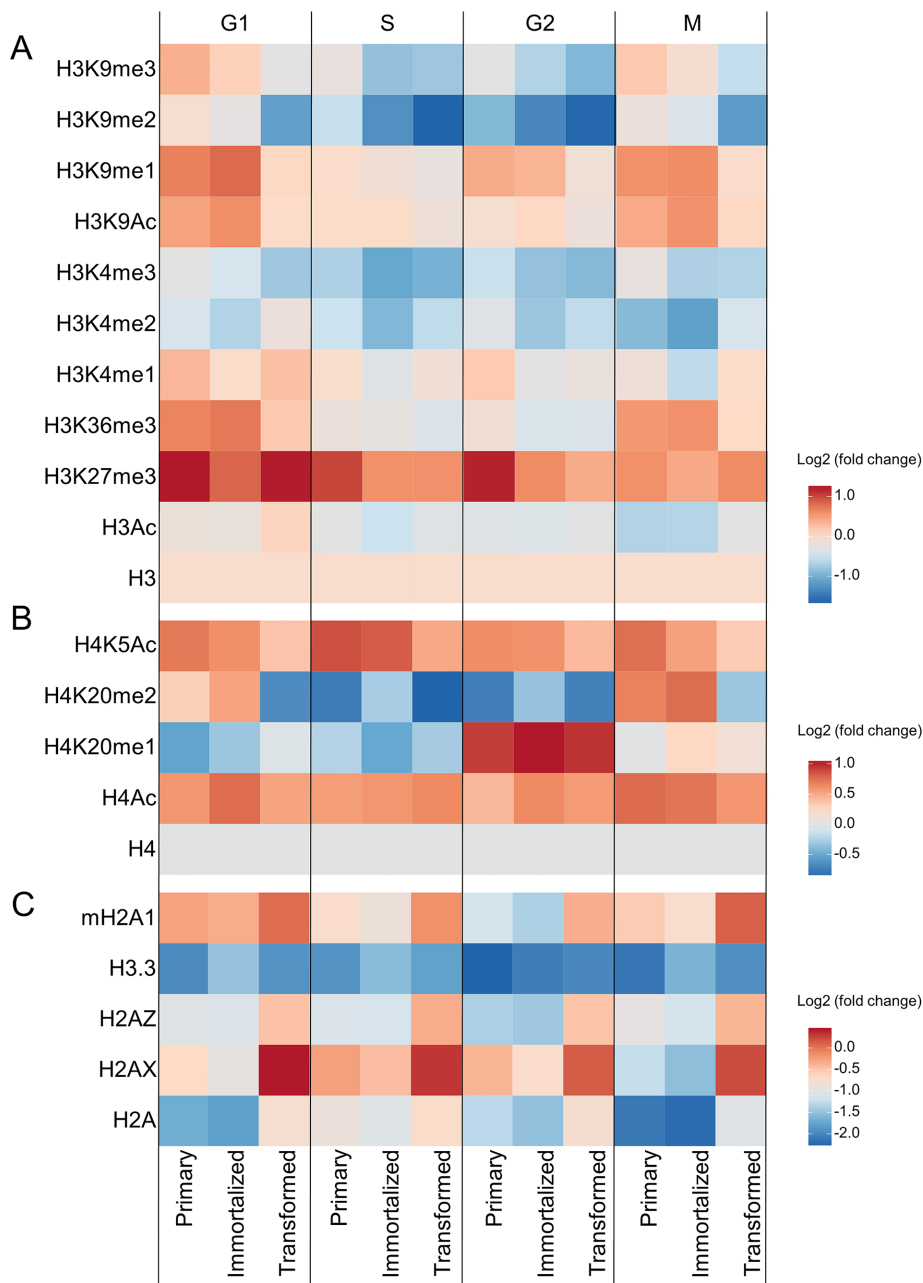 G1 S G2 M
A
H3K9me3
H3K9me2
H3K9me1
H3K9Ac
H3K4me3
H3K4me2
H3K4me1
H3K36me3
H3K27me3
H3Ac
H3
Log2 (fold change)
1.0
0.0
-1.0
B
H4K5Ac
H4K20me2
H4K20me1
H4Ac
H4
Log2 (fold change)
1.0
0.5
0.0
-0.5
C
mH2A1
H3.3
H2AZ
H2AX
H2A
Log2 (fold change)
0.0
-0.5
-1.0
-1.5
-2.0
Primary
Immortalized
Transformed
Primary
Immortalized
Transformed
Primary
Immortalized
Transformed
Primary
Immortalized
Transformed